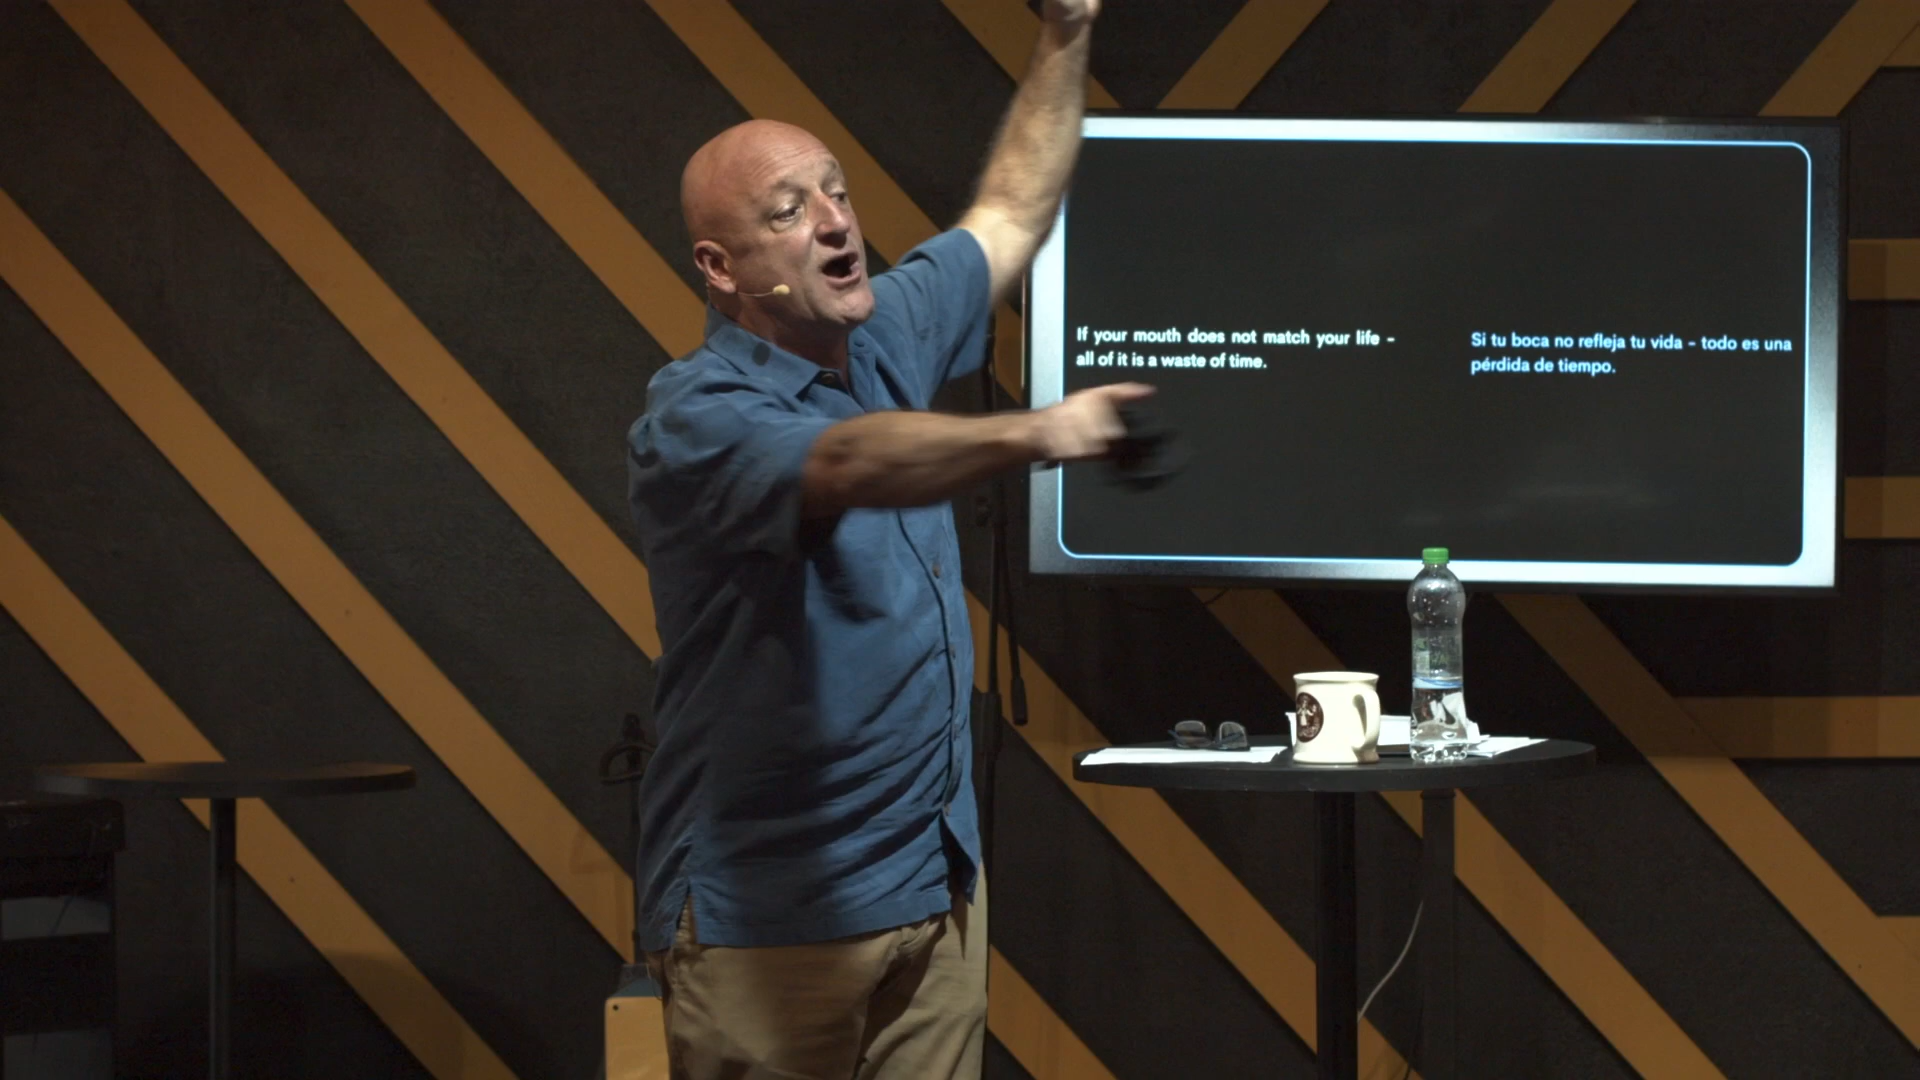 If your mouth does not match your life -
all of it is a waste of time.
Si tu boca no refleja tu vida - todo es una
pérdida de tiempo.